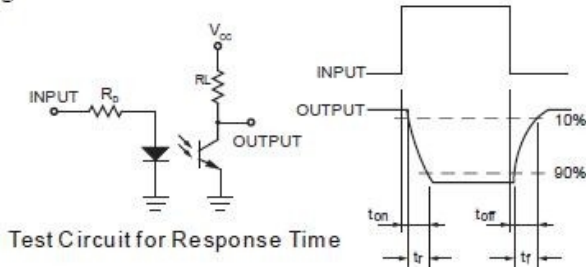 Vcc
RL
INPUT
RD
OUTPUT
Test Circuit for Response Time
INPUT
OUTPUT
10%
90%
ton
toff
tr
tf